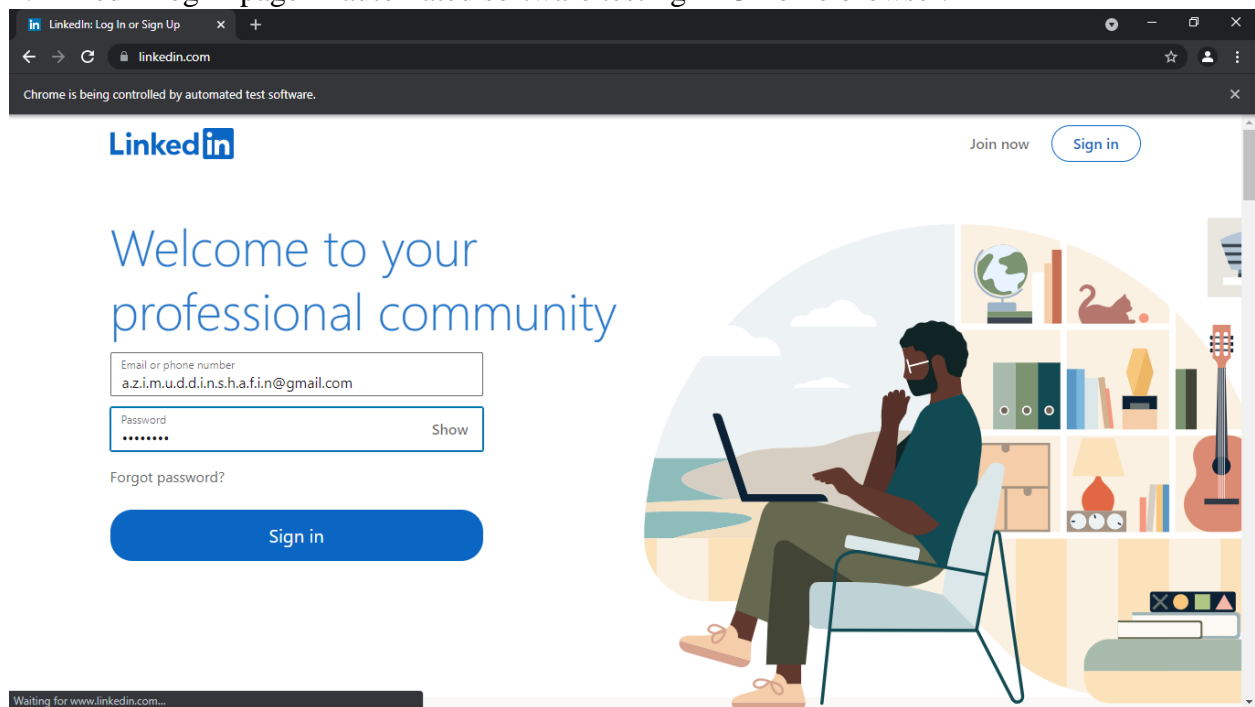 LinkedIn: Log In or Sign Up
linkedin.com
Chrome is being controlled by automated test software.
Linked in
Join now
Sign in
Welcome to your
professional community
Email or phone number
a.z.i.m.u.d.d.i.n.s.h.a.f.i.n@gmail.com
Password
••••••••
Show
Forgot password?
Sign in
Waiting for www.linkedin.com...